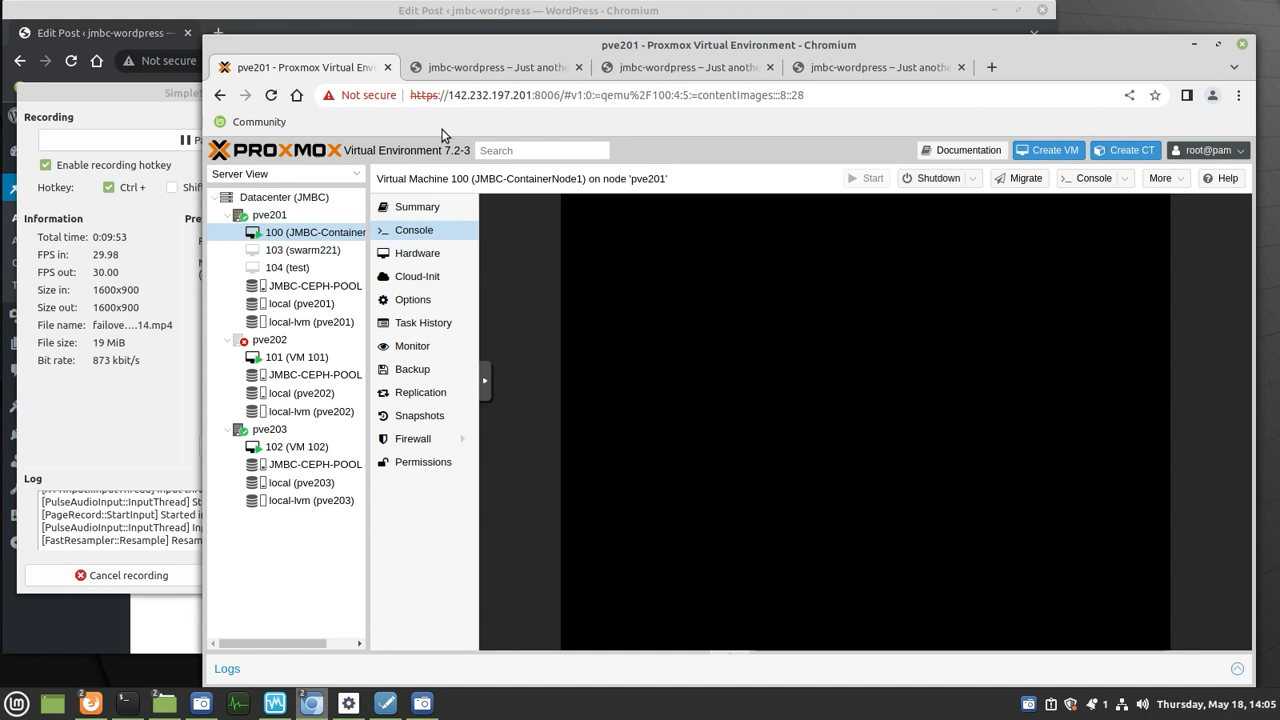 Edit Post ‹ jmbc-wordpress — WordPress - Chromium
Edit Post ‹ jmbc-wordpress —
Not secure
pve201 - Proxmox Virtual Environment - Chromium
pve201 - Proxmox Virtual Envi
jmbc-wordpress – Just anothe
jmbc-wordpress – Just anothe
jmbc-wordpress – Just anothe
Not secure
https://142.232.197.201:8006/#v1:0:=qemu%2F100:4:5:=contentImages:::8::28
Community
PROXMOX Virtual Environment 7.2-3
Search
Documentation
Create VM
Create CT
root@pam
Server View
Virtual Machine 100 (JMBC-ContainerNode1) on node 'pve201'
Start
Shutdown
Migrate
Console
More
Help
Datacenter (JMBC)
pve201
100 (JMBC-Container
103 (swarm221)
104 (test)
JMBC-CEPH-POOL
local (pve201)
local-lvm (pve201)
pve202
101 (VM 101)
JMBC-CEPH-POOL
local (pve202)
local-lvm (pve202)
pve203
102 (VM 102)
JMBC-CEPH-POOL
local (pve203)
local-lvm (pve203)
Summary
Console
Hardware
Cloud-Init
Options
Task History
Monitor
Backup
Replication
Snapshots
Firewall
Permissions
Logs
Recording
Enable recording hotkey
Hotkey:
Ctrl +
Shif
Information
Total time: 0:09:53
FPS in: 29.98
FPS out: 30.00
Size in: 1600x900
Size out: 1600x900
File name: failove....14.mp4
File size: 19 MiB
Bit rate: 873 kbit/s
Pre
Log
[PulseAudioInput::InputThread] St
[PageRecord::StartInput] Started i
[PulseAudioInput::InputThread] In
[FastResampler::Resample] Resam
Cancel recording
2
2
2
1
Thursday, May 18, 14:05